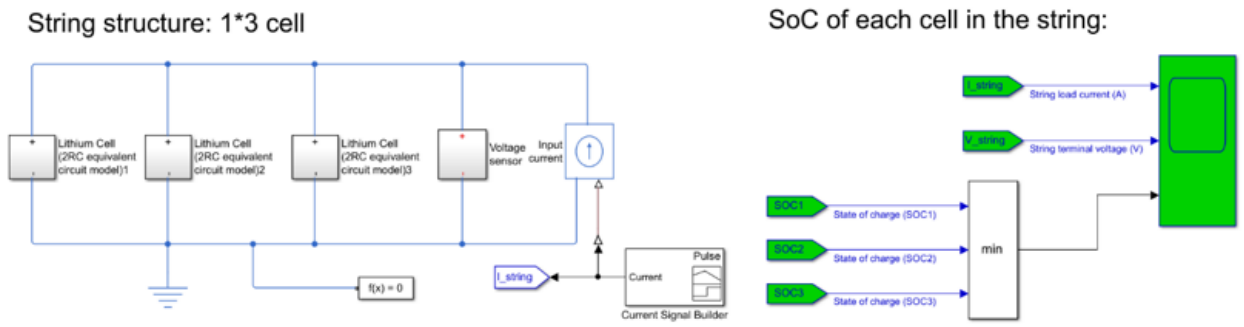 String structure: 1*3 cell
SoC of each cell in the string:
+
Lithium Cell
(2RC equivalent
circuit model)1
-
+
Lithium Cell
(2RC equivalent
circuit model)2
-
+
Lithium Cell
(2RC equivalent
circuit model)3
-
+
Voltage
sensor
-
Input
current
f(x) = 0
I_string
Pulse
Current
Current Signal Builder
I_string
String load current (A)
V_string
String terminal voltage (V)
SOC1
State of charge (SOC1)
SOC2
State of charge (SOC2)
SOC3
State of charge (SOC3)
min